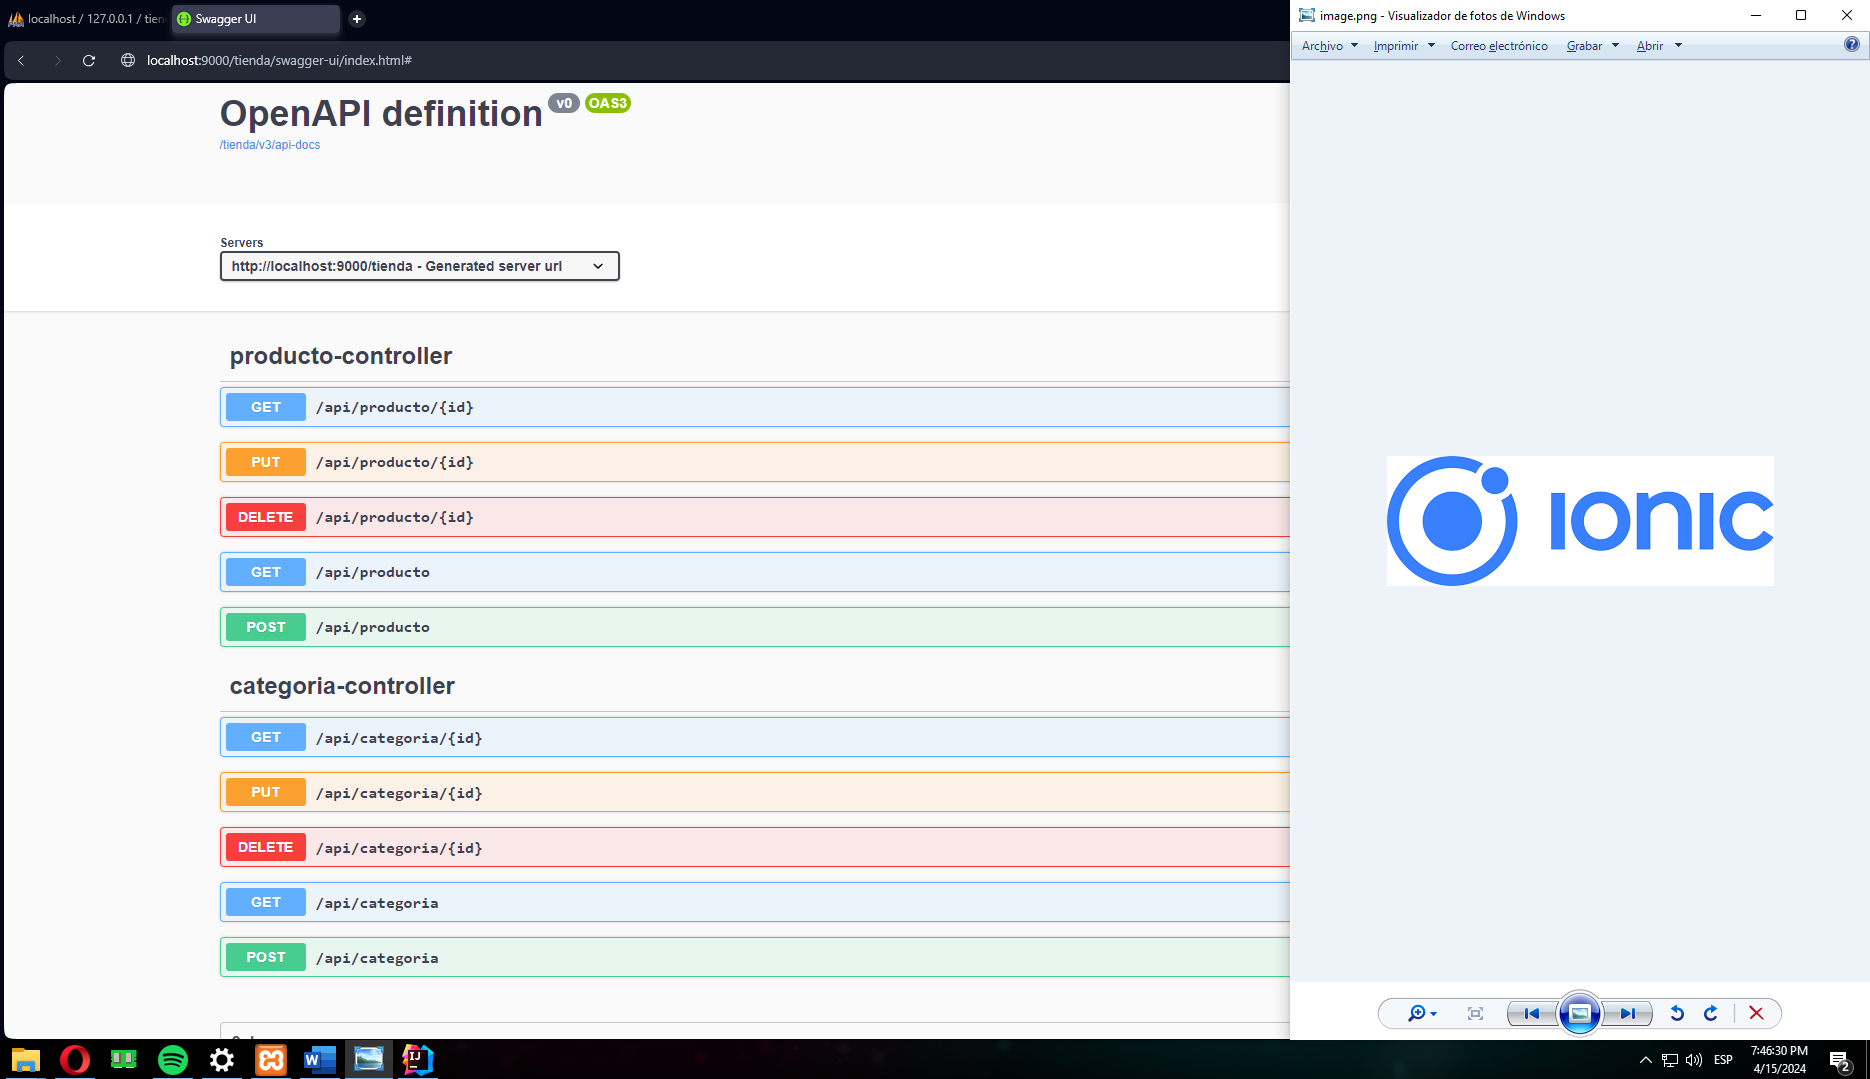 localhost / 127.0.0.1 / tien
Swagger UI
localhost:9000/tienda/swagger-ui/index.html#
OpenAPI definition v0 OAS3
/tienda/v3/api-docs
Servers
http://localhost:9000/tienda - Generated server url
producto-controller
GET /api/producto/{id}
PUT /api/producto/{id}
DELETE /api/producto/{id}
GET /api/producto
POST /api/producto
categoria-controller
GET /api/categoria/{id}
PUT /api/categoria/{id}
DELETE /api/categoria/{id}
GET /api/categoria
POST /api/categoria
image.png - Visualizador de fotos de Windows
Archivo Imprimir Correo electrónico Grabar Abrir
IONIC
ESP
7:46:30 PM
4/15/2024
2